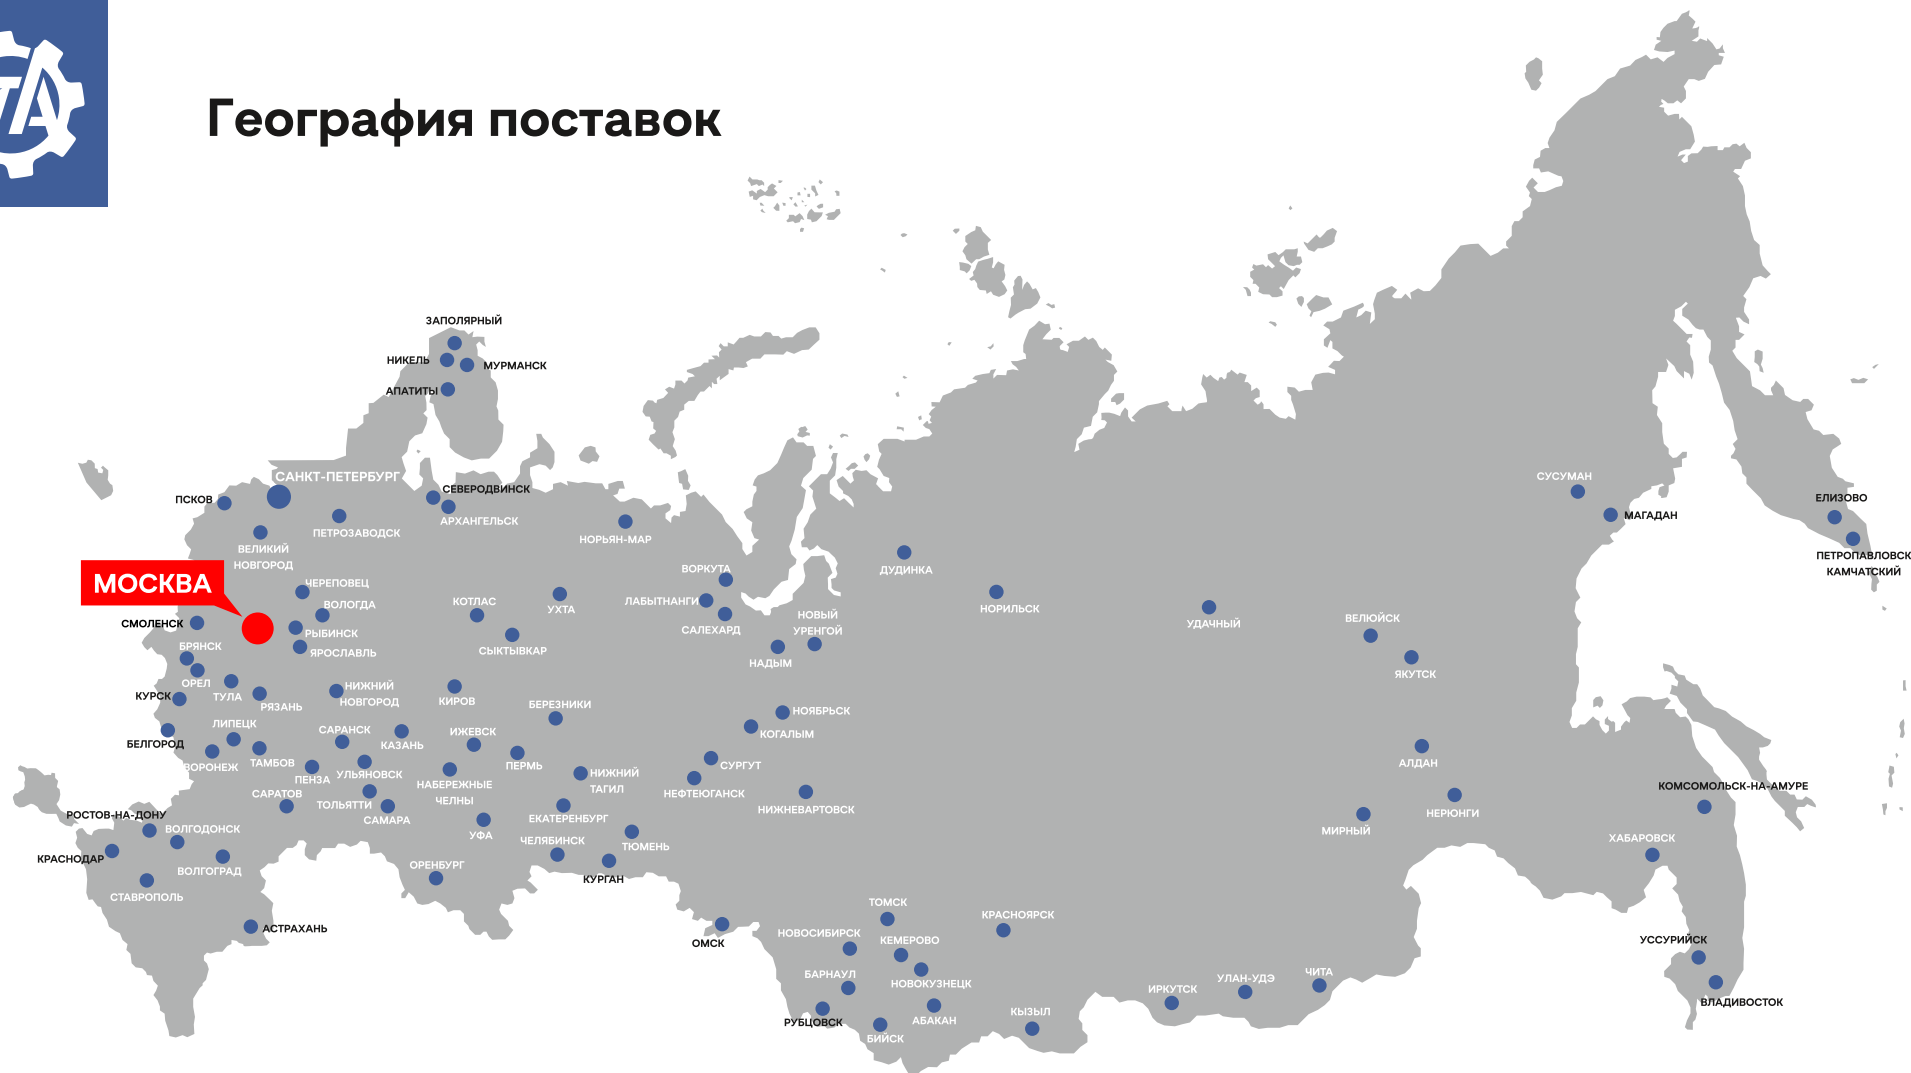 ТА
География поставок
ЗАПОЛЯРНЫЙ
НИКЕЛЬ
МУРМАНСК
АПАТИТЫ
САНКТ-ПЕТЕРБУРГ
ПСКОВ
СЕВЕРОДВИНСК
АРХАНГЕЛЬСК
ПЕТРОЗАВОДСК
ВЕЛИКИЙ
НОВГОРОД
НОРЬЯН-МАР
СУСУМАН
МАГАДАН
ЕЛИЗОВО
ПЕТРОПАВЛОВСК
КАМЧАТСКИЙ
МОСКВА
ЧЕРЕПОВЕЦ
ВОЛОГДА
РЫБИНСК
ЯРОСЛАВЛЬ
СМОЛЕНСК
БРЯНСК
ОРЕЛ
КОТЛАС
УХТА
СЫКТЫВКАР
ВОРКУТА
ЛАБЫТНАНГИ
САЛЕХАРД
НОВЫЙ
УРЕНГОЙ
НАДЫМ
ДУДИНКА
НОРИЛЬСК
УДАЧНЫЙ
ВЕЛЮЙСК
ЯКУТСК
КУРСК
ТУЛА
РЯЗАНЬ
НИЖНИЙ
НОВГОРОД
КИРОВ
БЕРЕЗНИКИ
НОЯБРЬСК
КОГАЛЫМ
БЕЛГОРОД
ЛИПЕЦК
ВОРОНЕЖ
ТАМБОВ
САРАНСК
КАЗАНЬ
ИЖЕВСК
ПЕРМЬ
ПЕНЗА
УЛЬЯНОВСК
НАБЕРЕЖНЫЕ
ЧЕЛНЫ
НИЖНИЙ
ТАГИЛ
СУРГУТ
НЕФТЕЮГАНСК
НИЖНЕВАРТОВСК
АЛДАН
НЕРЮНГИ
МИРНЫЙ
КОМСОМОЛЬСК-НА-АМУРЕ
ХАБАРОВСК
САРАТОВ
ТОЛЬЯТТИ
САМАРА
УФА
ЕКАТЕРЕНБУРГ
ЧЕЛЯБИНСК
ТЮМЕНЬ
КУРГАН
ОРЕНБУРГ
РОСТОВ-НА-ДОНУ
ВОЛГОДОНСК
КРАСНОДАР
ВОЛГОГРАД
СТАВРОПОЛЬ
АСТРАХАНЬ
ОМСК
ТОМСК
НОВОСИБИРСК
КЕМЕРОВО
КРАСНОЯРСК
БАРНАУЛ
НОВОКУЗНЕЦК
РУБЦОВСК
АБАКАН
БИЙСК
КЫЗЫЛ
ИРКУТСК
УЛАН-УДЭ
ЧИТА
УССУРИЙСК
ВЛАДИВОСТОК